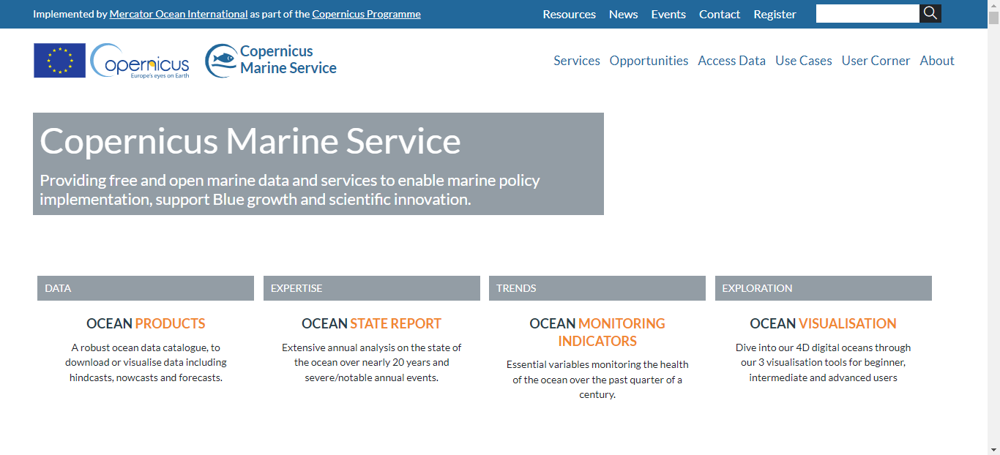 Implemented by Mercator Ocean International as part of the Copernicus Programme
Resources News Events Contact Register
opernicus
Europe's eyes on Earth
Copernicus
Marine Service
Services Opportunities Access Data Use Cases User Corner About
Copernicus Marine Service
Providing free and open marine data and services to enable marine policy
implementation, support Blue growth and scientific innovation.
DATA
OCEAN PRODUCTS
A robust ocean data catalogue, to
download or visualise data including
hindcasts, nowcasts and forecasts.
EXPERTISE
OCEAN STATE REPORT
Extensive annual analysis on the state of
the ocean over nearly 20 years and
severe/notable annual events.
TRENDS
OCEAN MONITORING
INDICATORS
Essential variables monitoring the health
of the ocean over the past quarter of a
century.
EXPLORATION
OCEAN VISUALISATION
Dive into our 4D digital oceans through
our 3 visualisation tools for beginner,
intermediate and advanced users